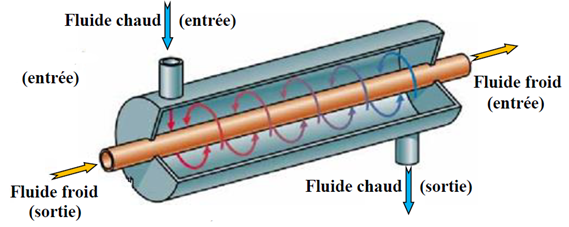 Fluide chaud (entrée)
(entrée)
Fluide froid
(entrée)
Fluide froid
(sortie)
Fluide chaud (sortie)